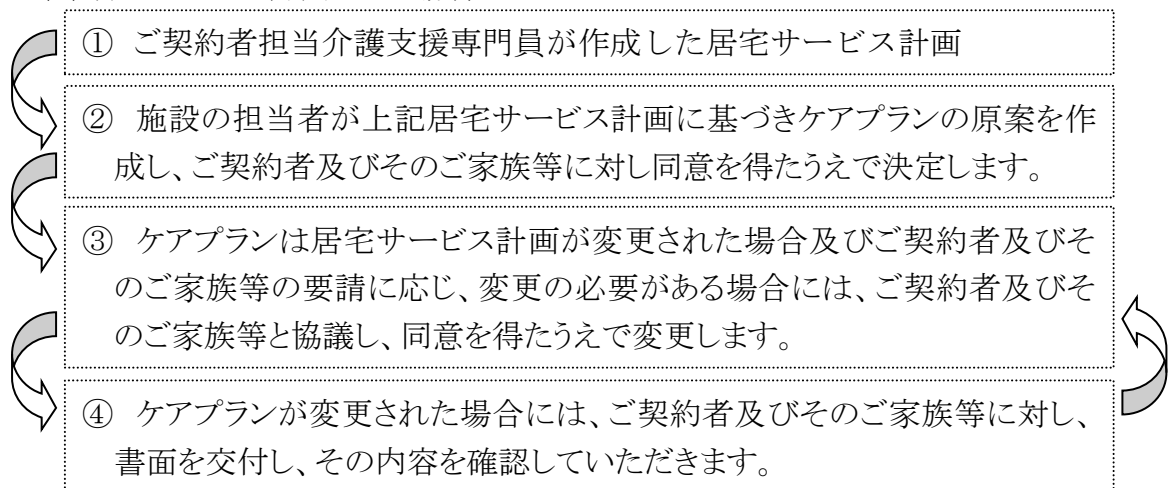 ① ご契約者担当介護支援専門員が作成した居宅サービス計画
② 施設の担当者が上記居宅サービス計画に基づきケアプランの原案を作
成し、ご契約者及びそのご家族等に対し同意を得たうえで決定します。
③ ケアプランは居宅サービス計画が変更された場合及びご契約者及びそ
のご家族等の要請に応じ、変更の必要がある場合には、ご契約者及びそ
のご家族等と協議し、同意を得たうえで変更します。
④ ケアプランが変更された場合には、ご契約者及びそのご家族等に対し、
書面を交付し、その内容を確認していただきます。